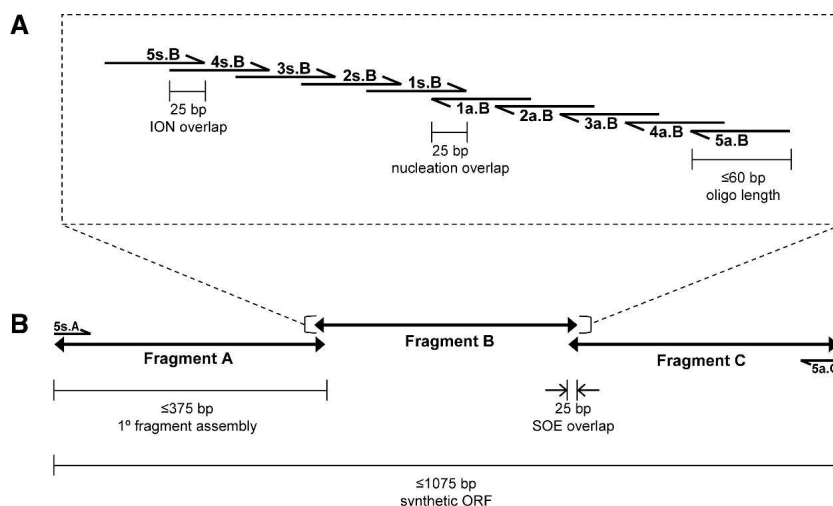 A
5s.B
4s.B
3s.B
2s.B
1s.B
1a.B
2a.B
3a.B
4a.B
5a.B
25 bp
ION overlap
25 bp
nucleation overlap
≤60 bp
oligo length
B
5s.A
Fragment A
Fragment B
Fragment C
5a.C
≤375 bp
1º fragment assembly
25 bp
SOE overlap
≤1075 bp
synthetic ORF